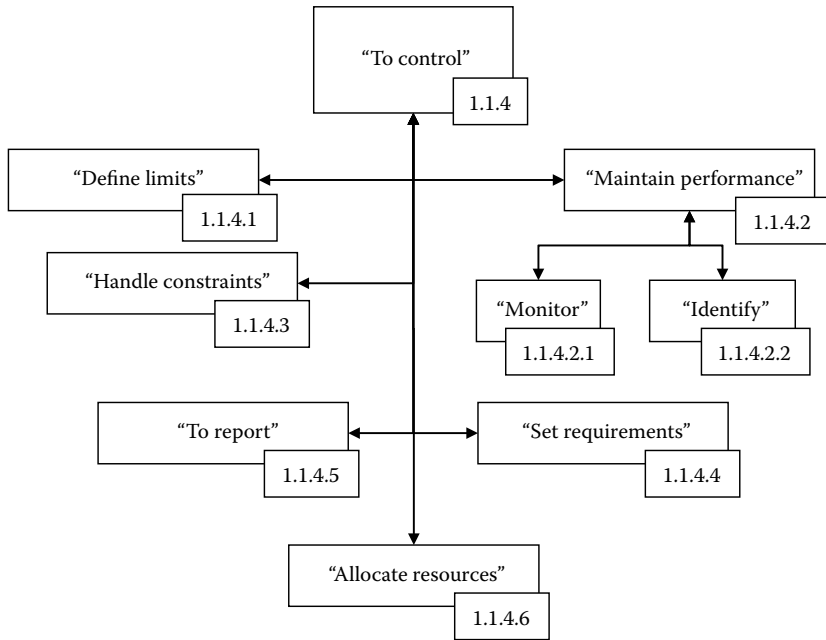 “To control”
1.1.4
“Define limits”
1.1.4.1
“Maintain performance”
1.1.4.2
“Handle constraints”
1.1.4.3
“Monitor”
1.1.4.2.1
“Identify”
1.1.4.2.2
“To report”
1.1.4.5
“Set requirements”
1.1.4.4
“Allocate resources”
1.1.4.6